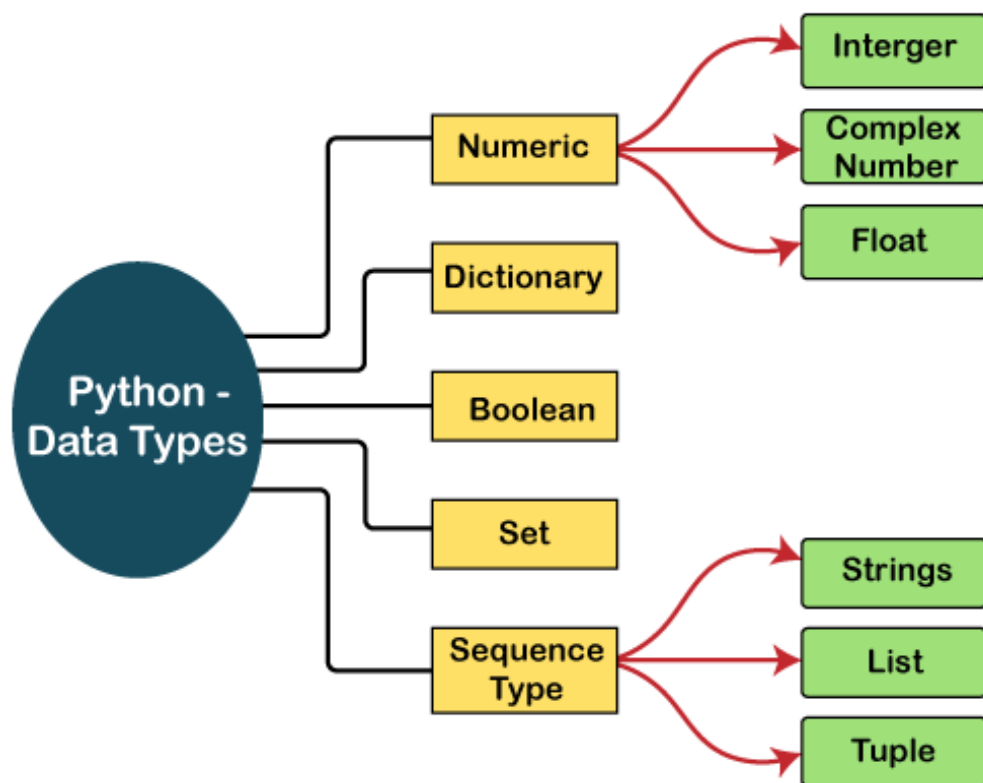 Python -
Data Types
Numeric
Interger
Complex
Number
Float
Dictionary
Boolean
Set
Sequence
Type
Strings
List
Tuple